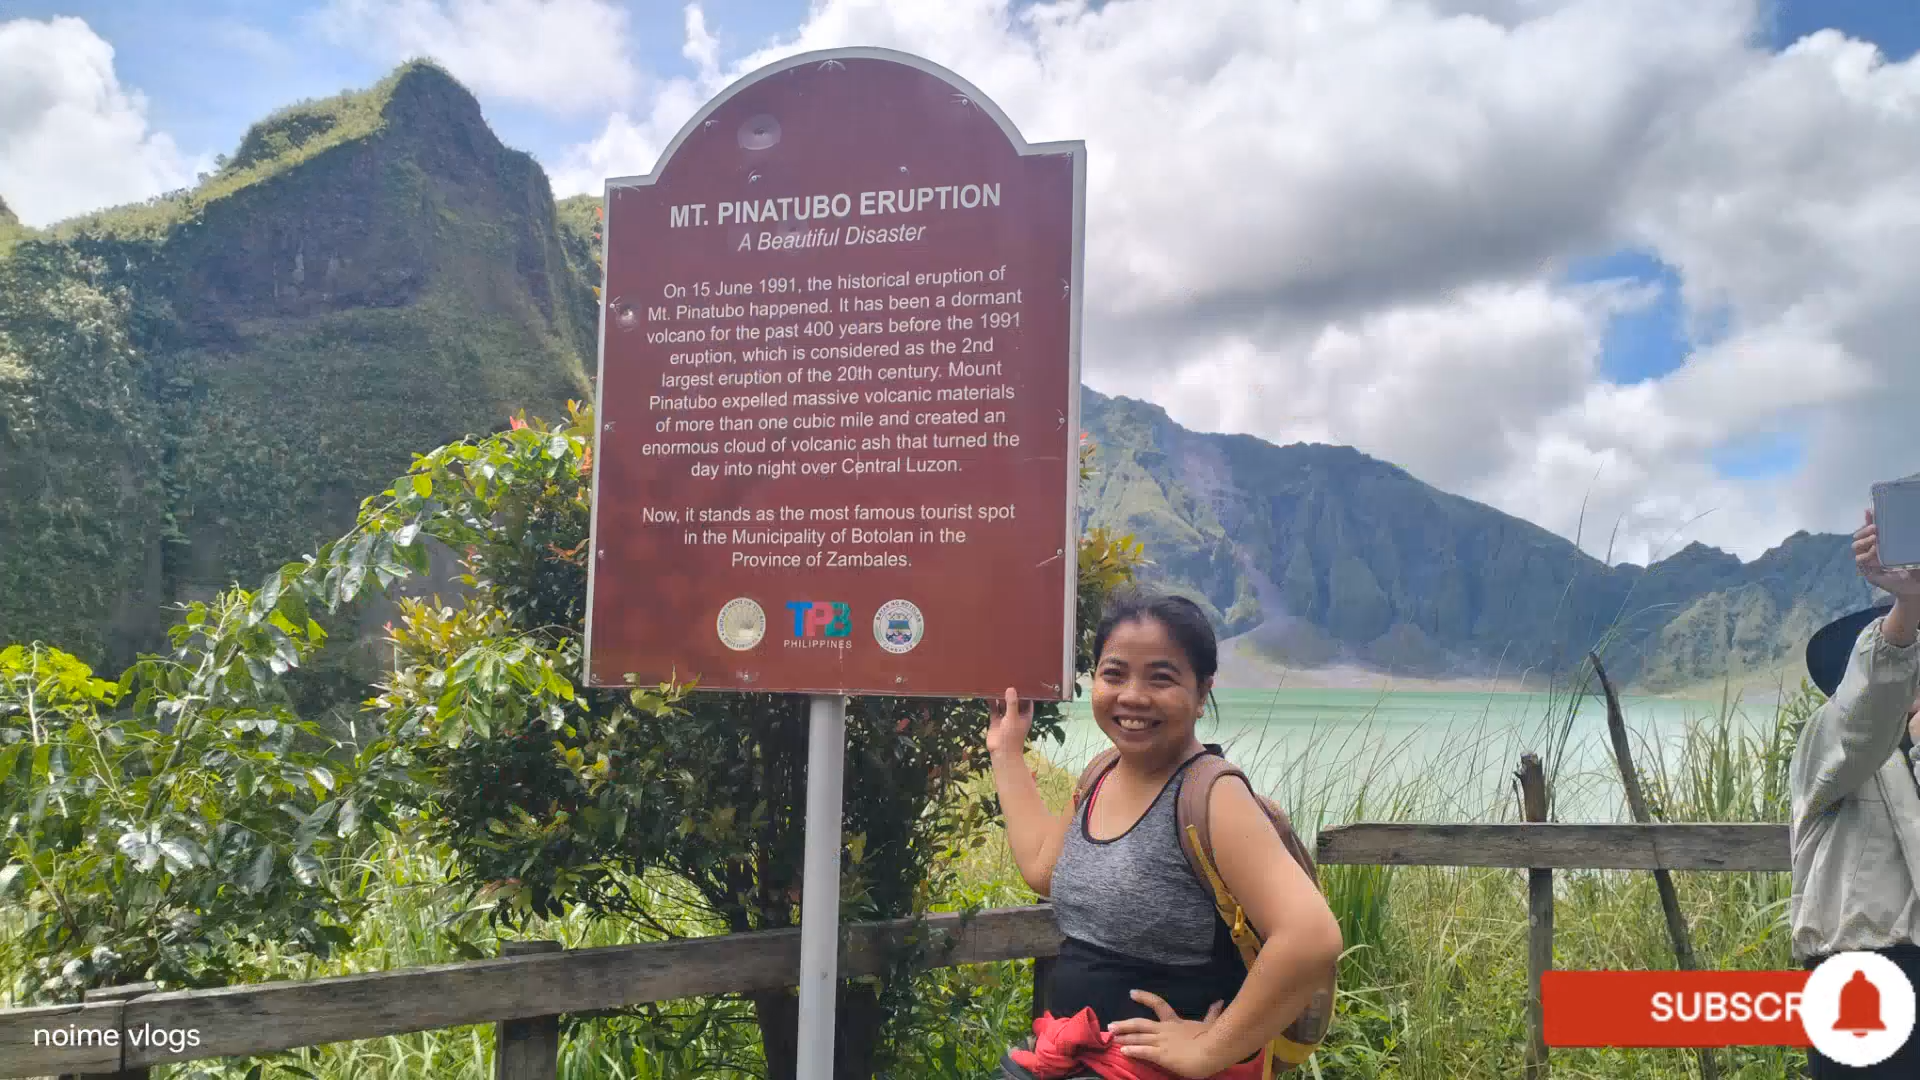 MT. PINATUBO ERUPTION
A Beautiful Disaster
On 15 June 1991, the historical eruption of
Mt. Pinatubo happened. It has been a dormant
volcano for the past 400 years before the 1991
eruption, which is considered as the 2nd
largest eruption of the 20th century. Mount
Pinatubo expelled massive volcanic materials
of more than one cubic mile and created an
enormous cloud of volcanic ash that turned the
day into night over Central Luzon.
Now, it stands as the most famous tourist spot
in the Municipality of Botolan in the
Province of Zambales.
TPB
PHILIPPINES
noime vlogs
SUBSCR